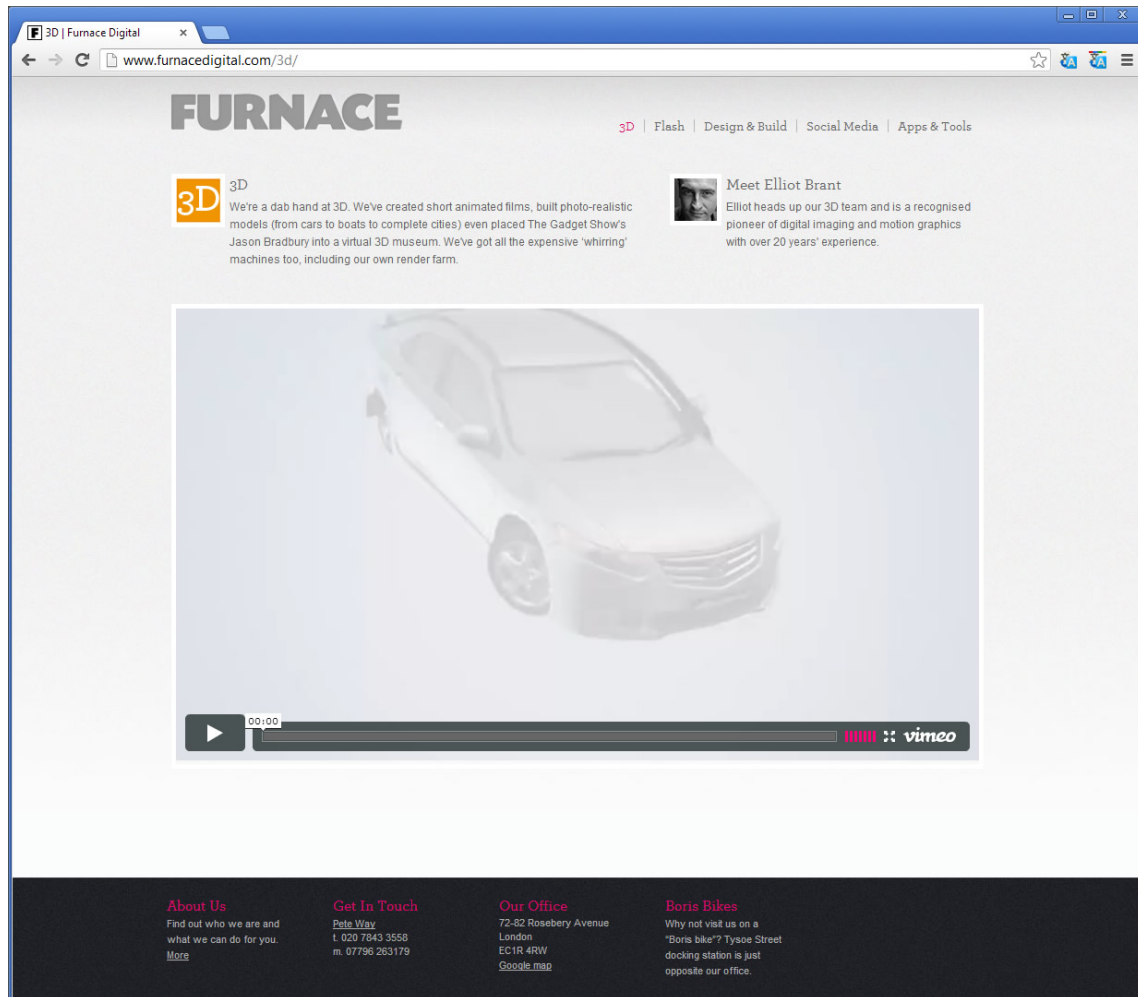 3D | Furnace Digital
www.furnacedigital.com/3d/
FURNACE
3D | Flash | Design & Build | Social Media | Apps & Tools
3D
3D
We're a dab hand at 3D. We've created short animated films, built photo-realistic
models (from cars to boats to complete cities) even placed The Gadget Show's
Jason Bradbury into a virtual 3D museum. We've got all the expensive 'whirring'
machines too, including our own render farm.
Meet Elliot Brant
Elliot heads up our 3D team and is a recognised
pioneer of digital imaging and motion graphics
with over 20 years' experience.
00:00
vimeo
About Us
Find out who we are and
what we can do for you.
More
Get In Touch
Pete Way
t. 020 7843 3558
m. 07796 263179
Our Office
72-82 Rosebery Avenue
London
EC1R 4RW
Google map
Boris Bikes
Why not visit us on a
"Boris bike"? Tysoe Street
docking station is just
opposite our office.